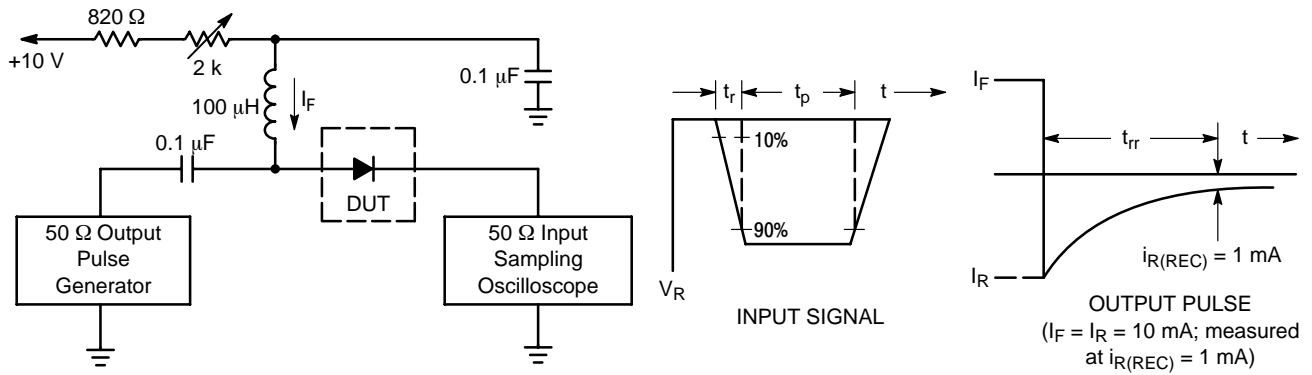 820 Ω
+10 V
2 k
100 μH
I_F
0.1 μF
0.1 μF
DUT
50 Ω Output
Pulse
Generator
50 Ω Input
Sampling
Oscilloscope
t_r
t_p
t
10%
90%
V_R
INPUT SIGNAL
I_F
t_rr
t
I_R
i_R(REC) = 1 mA
OUTPUT PULSE
(I_F = I_R = 10 mA; measured
at i_R(REC) = 1 mA)